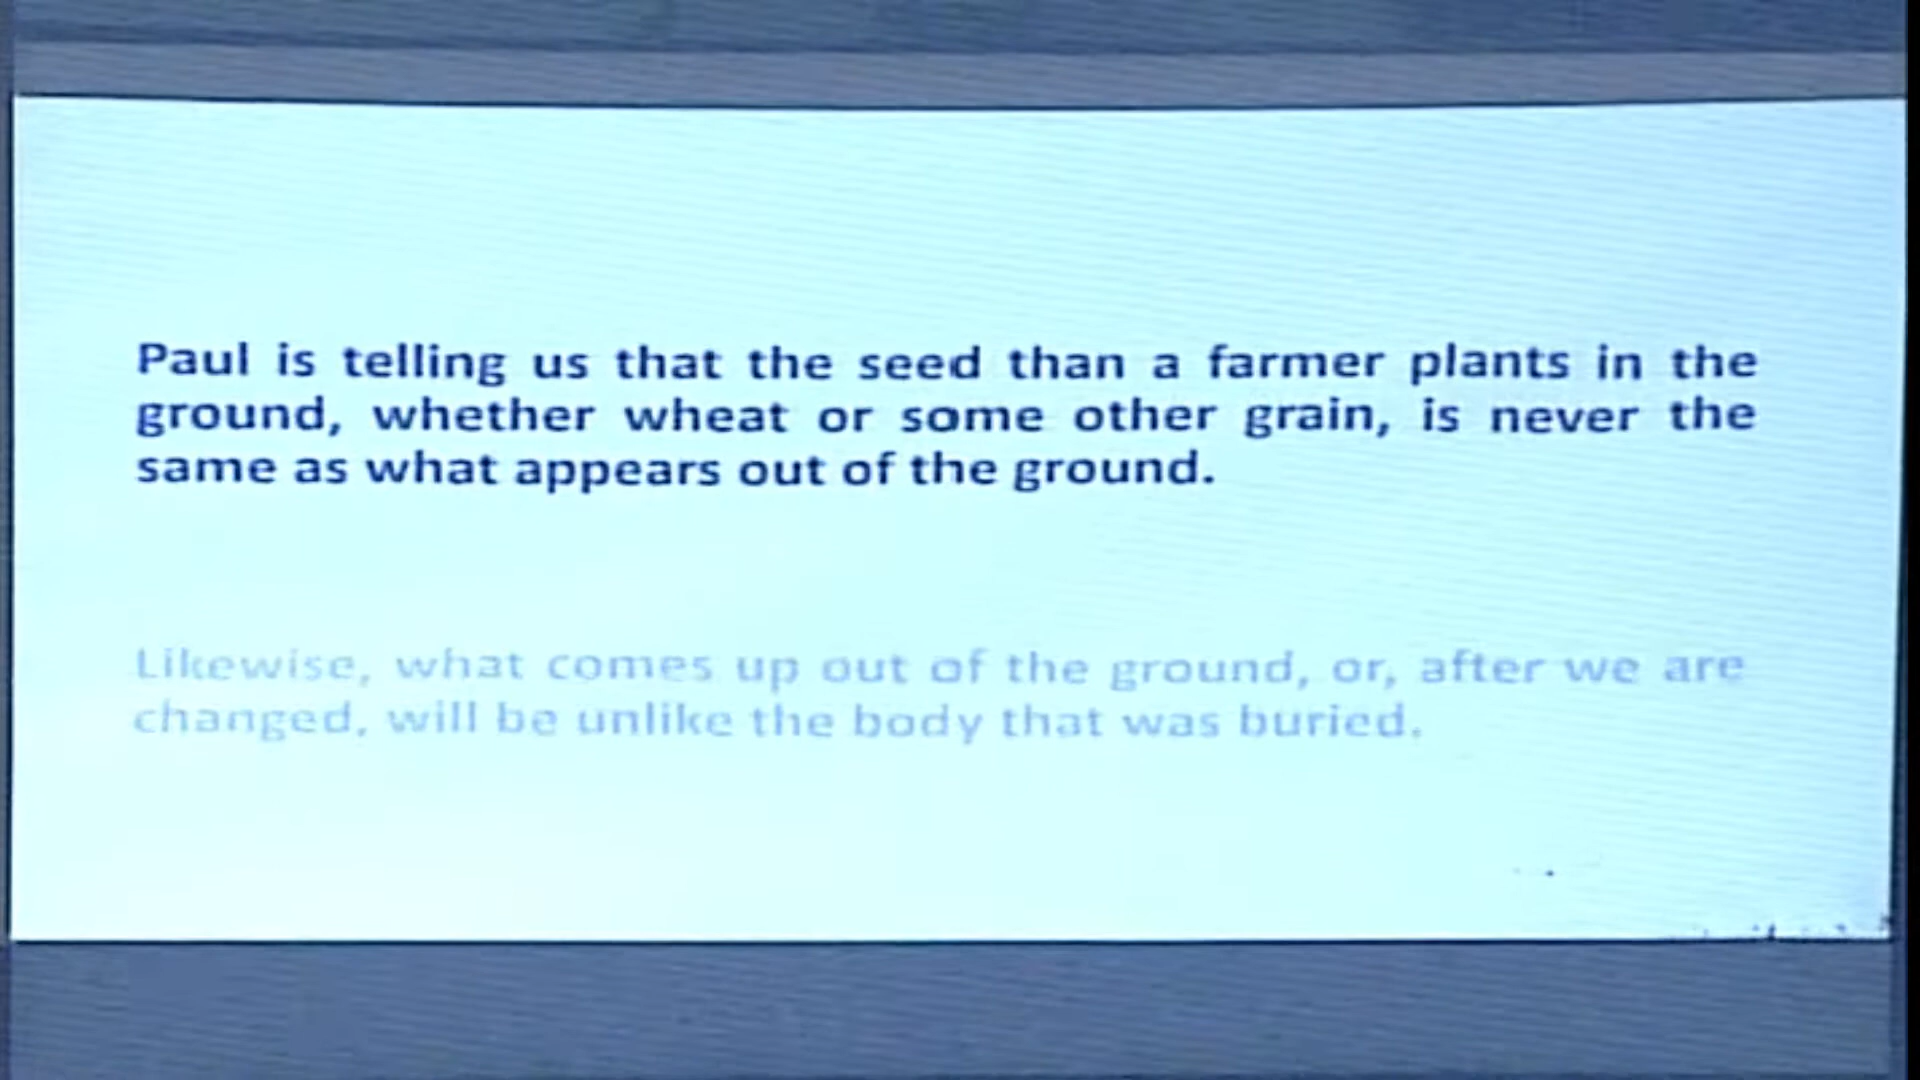 Paul is telling us that the seed than a farmer plants in the
ground, whether wheat or some other grain, is never the
same as what appears out of the ground.
Likewise, what comes up out of the ground, or, after we are
changed, will be unlike the body that was buried.